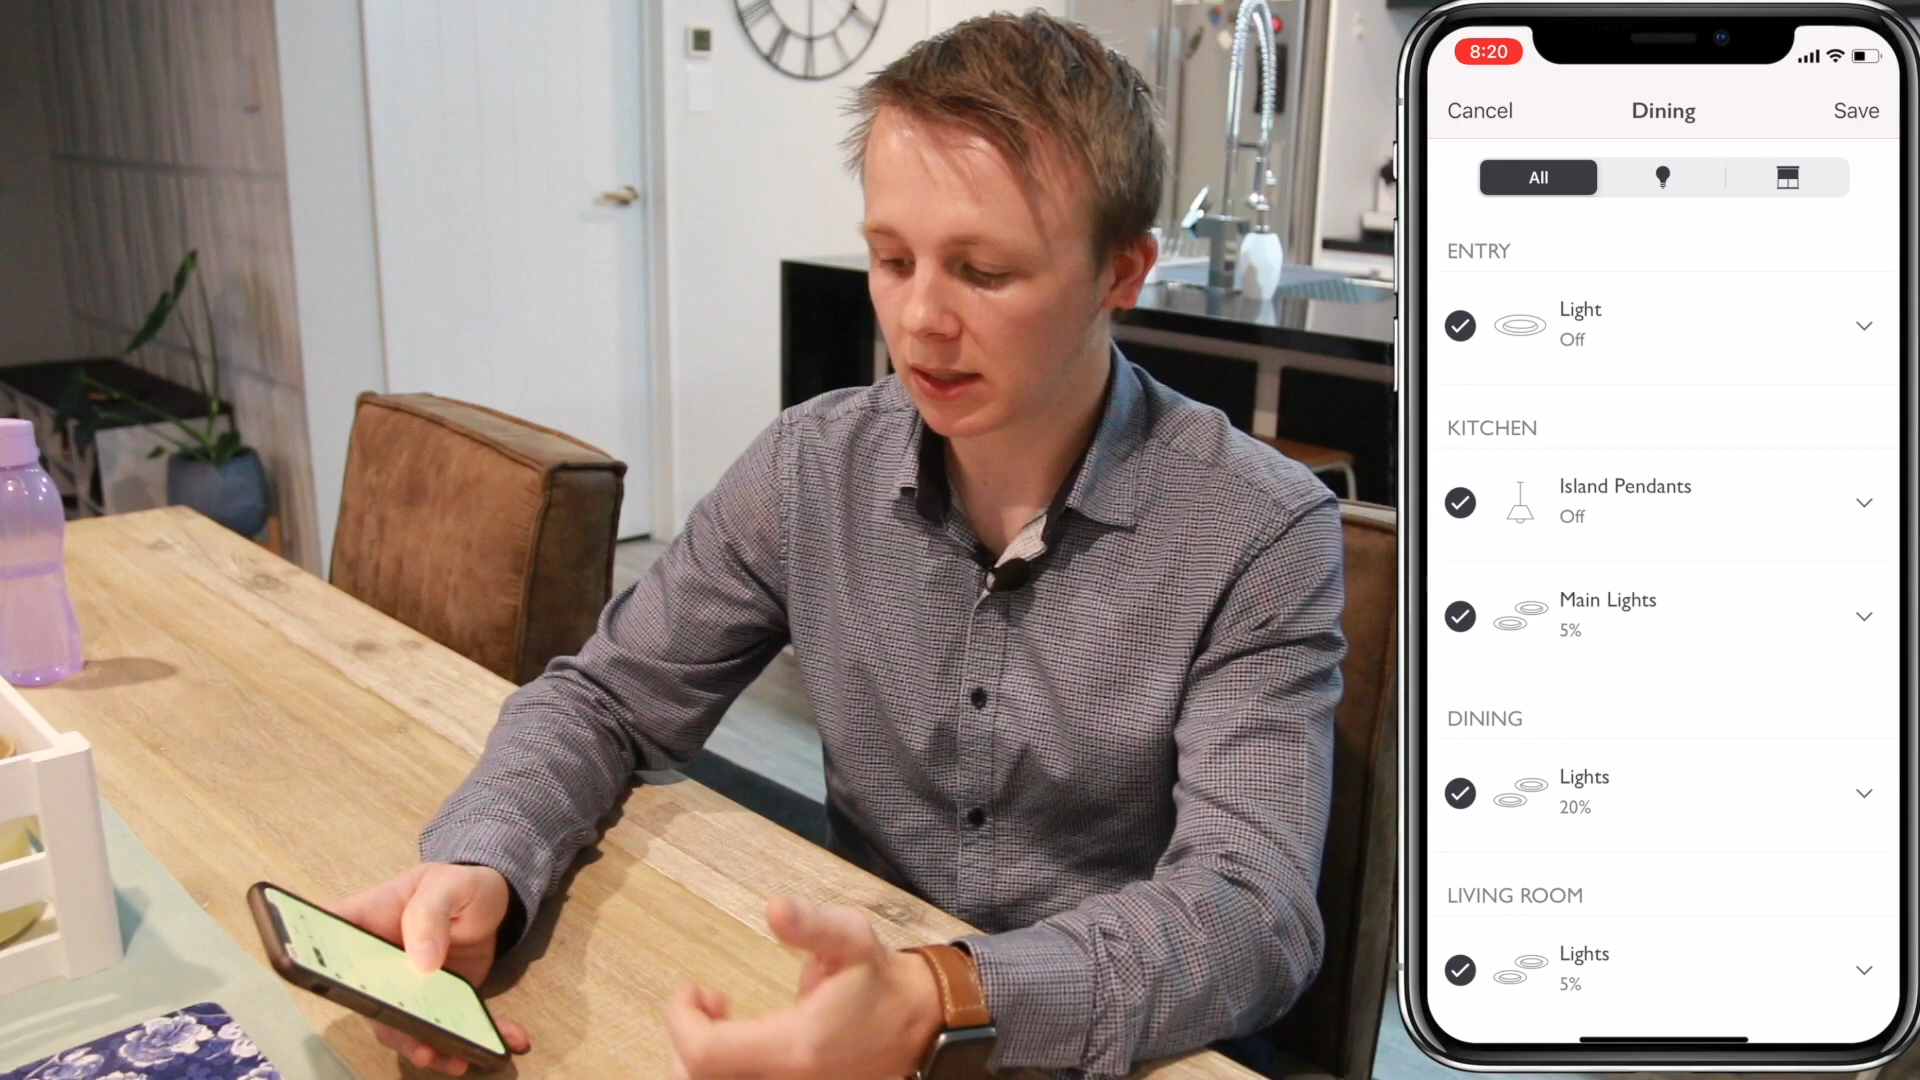 8:20
Cancel
Dining
Save
All
ENTRY
Light
Off
KITCHEN
Island Pendants
Off
Main Lights
5%
DINING
Lights
20%
LIVING ROOM
Lights
5%